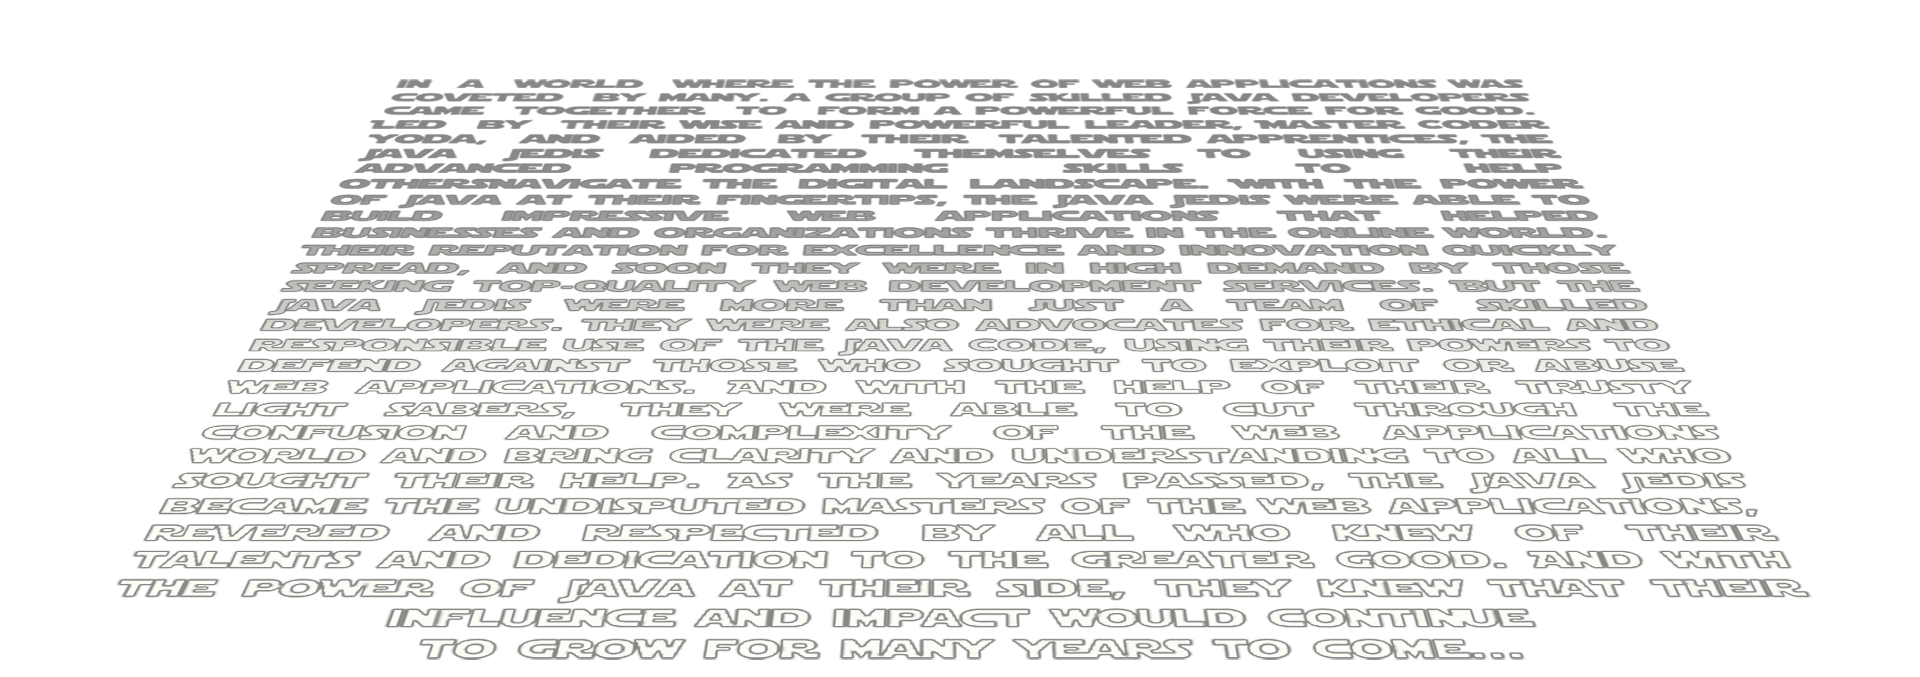 IN A WORLD WHERE THE POWER OF WEB APPLICATIONS WAS
COVETED BY MANY. A GROUP OF SKILLED JAVA DEVELOPERS
CAME TOGETHER TO FORM A POWERFUL FORCE FOR GOOD.
LED BY THEIR WISE AND POWERFUL LEADER, MASTER CODER
YODA, AND AIDED BY THEIR TALENTED APPRENTICES, THE
JAVA JEDIS DEDICATED THEMSELVES TO USING THEIR
ADVANCED PROGRAMMING SKILLS TO HELP
OTHERSNAVIGATE THE DIGITAL LANDSCAPE. WITH THE POWER
OF JAVA AT THEIR FINGERTIPS, THE JAVA JEDIS WERE ABLE TO
BUILD IMPRESSIVE WEB APPLICATIONS THAT HELPED
BUSINESSES AND ORGANIZATIONS THRIVE IN THE ONLINE WORLD.
THEIR REPUTATION FOR EXCELLENCE AND INNOVATION QUICKLY
SPREAD, AND SOON THEY WERE IN HIGH DEMAND BY THOSE
SEEKING TOP-QUALITY WEB DEVELOPMENT SERVICES. BUT THE
JAVA JEDIS WERE MORE THAN JUST A TEAM OF SKILLED
DEVELOPERS. THEY WERE ALSO ADVOCATES FOR ETHICAL AND
RESPONSIBLE USE OF THE JAVA CODE, USING THEIR POWERS TO
DEFEND AGAINST THOSE WHO SOUGHT TO EXPLOIT OR ABUSE
WEB APPLICATIONS. AND WITH THE HELP OF THEIR TRUSTY
LIGHT SABERS, THEY WERE ABLE TO CUT THROUGH THE
CONFUSION AND COMPLEXITY OF THE WEB APPLICATIONS
WORLD AND BRING CLARITY AND UNDERSTANDING TO ALL WHO
SOUGHT THEIR HELP. AS THE YEARS PASSED, THE JAVA JEDIS
BECAME THE UNDISPUTED MASTERS OF THE WEB APPLICATIONS,
REVERED AND RESPECTED BY ALL WHO KNEW OF THEIR
TALENTS AND DEDICATION TO THE GREATER GOOD. AND WITH
THE POWER OF JAVA AT THEIR SIDE, THEY KNEW THAT THEIR
INFLUENCE AND IMPACT WOULD CONTINUE
TO GROW FOR MANY YEARS TO COME...